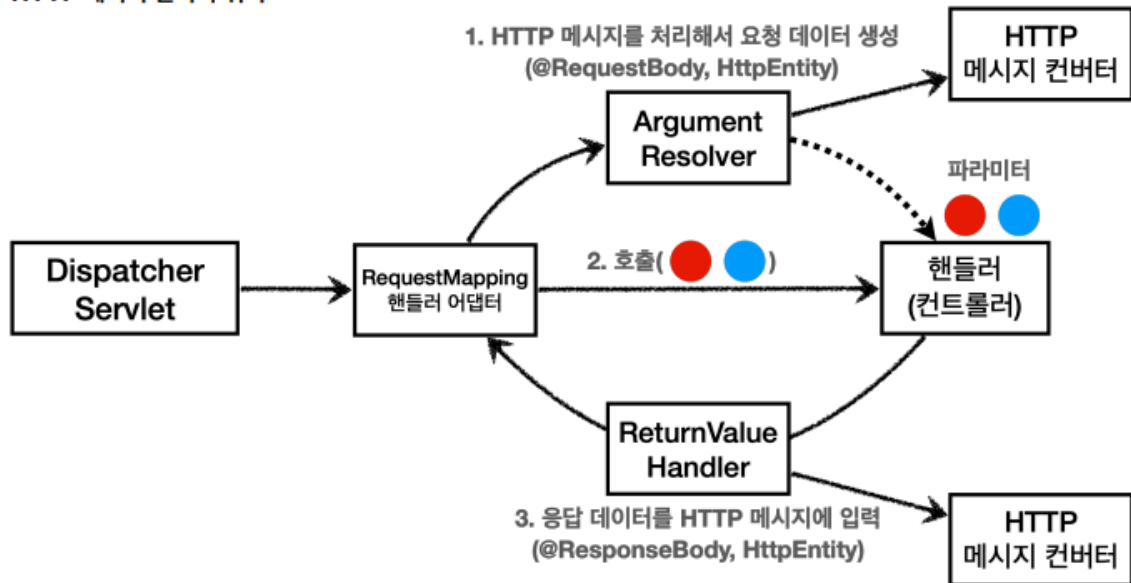 1. HTTP 메시지를 처리해서 요청 데이터 생성
(@RequestBody, HttpEntity)
HTTP
메시지 컨버터
Argument
Resolver
파라미터
Dispatcher
Servlet
RequestMapping
핸들러 어댑터
2. 호출( )
핸들러
(컨트롤러)
ReturnValue
Handler
3. 응답 데이터를 HTTP 메시지에 입력
(@ResponseBody, HttpEntity)
HTTP
메시지 컨버터